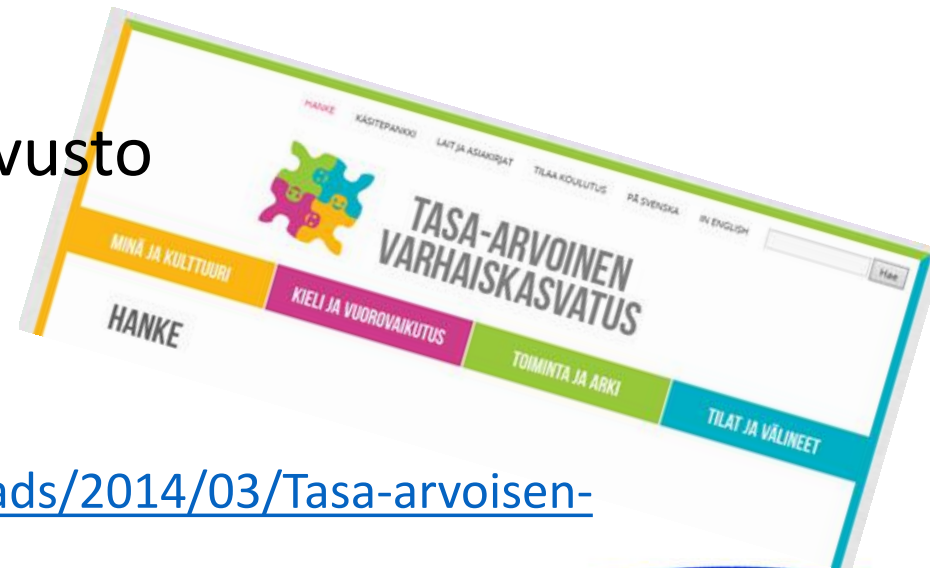 vusto
HANKE KÄSITEPANKKI LAIT JA ASIAKIRJAT TILAA KOULUTUS PÅ SVENSKA IN ENGLISH
Hae
TASA-ARVOINEN
VARHAISKASVATUS
MINÄ JA KULTTUURI KIELI JA VUOROVAIKUTUS TOIMINTA JA ARKI TILAT JA VÄLINEET
HANKE
ads/2014/03/Tasa-arvoisen-